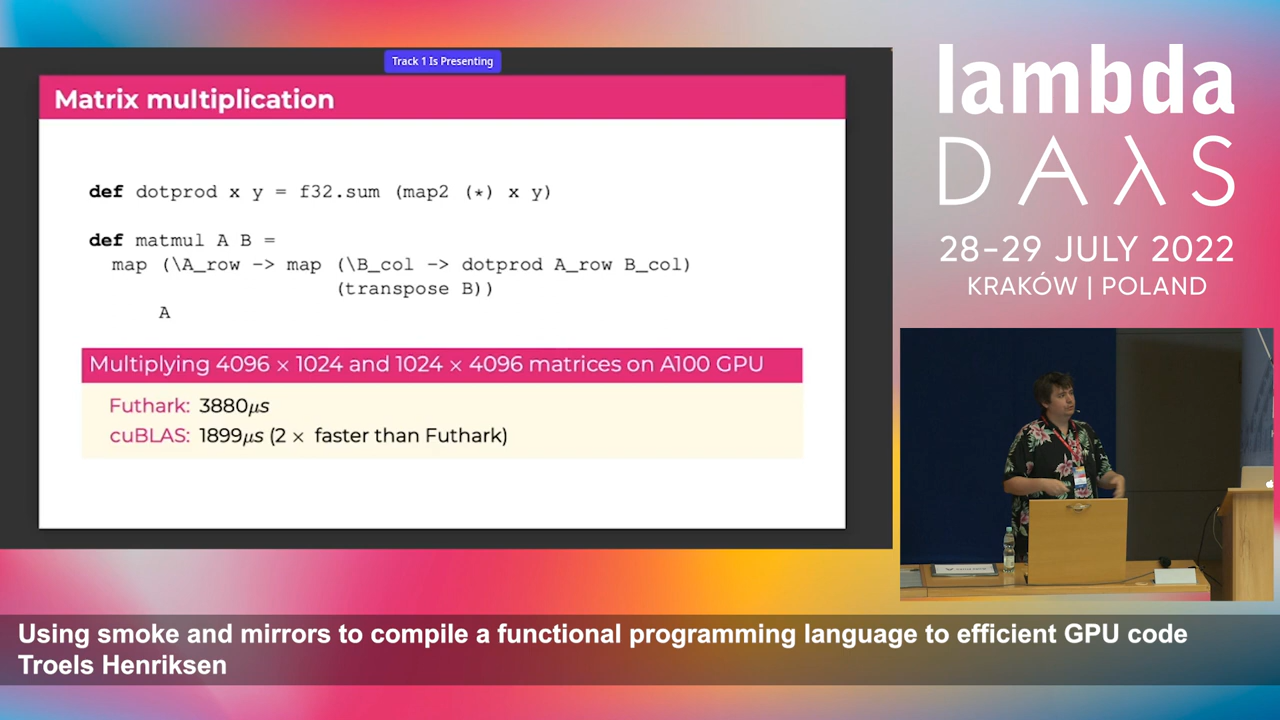 Track 1 Is Presenting
Matrix multiplication
def dotprod x y = f32.sum (map2 (*) x y)
def matmul A B =
map (\A_row -> map (\B_col -> dotprod A_row B_col)
(transpose B))
A
Multiplying 4096 × 1024 and 1024 × 4096 matrices on A100 GPU
Futhark: 3880μs
cuBLAS: 1899μs (2 × faster than Futhark)
lambda
DAλS
28–29 JULY 2022
KRAKÓW | POLAND
Using smoke and mirrors to compile a functional programming language to efficient GPU code
Troels Henriksen